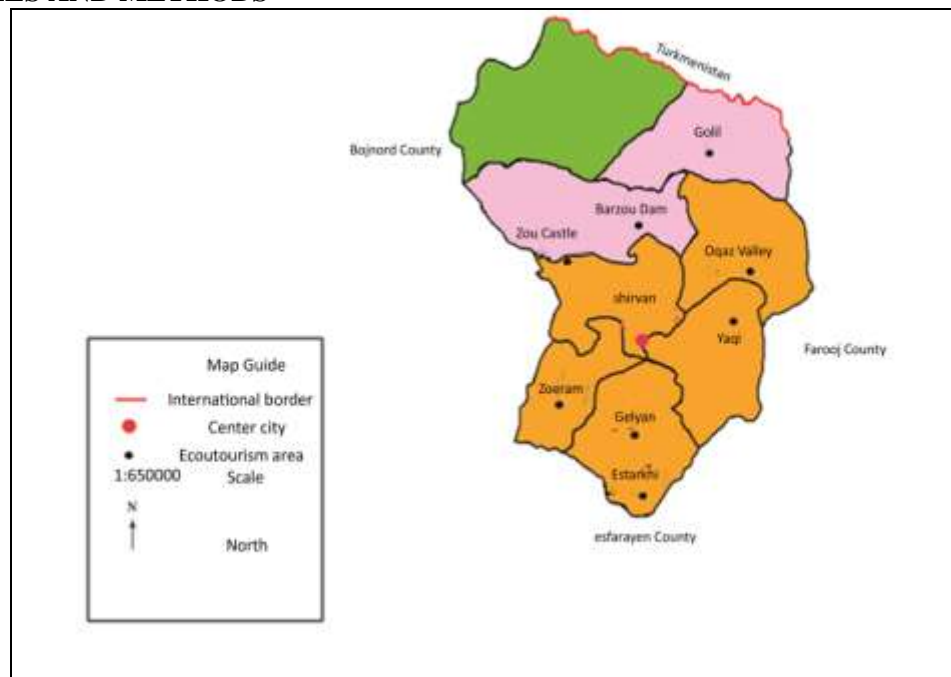 Turkmenistan
Golil
Bojnord County
Barzou Dam
Zou Castle
Oqaz Valley
shirvan
Yaqi
Farooj County
Zoeram
Gelyan
Estarkhi
esfarayen County
Map Guide
International border
Center city
Ecoutourism area
1:650000 Scale
N
North